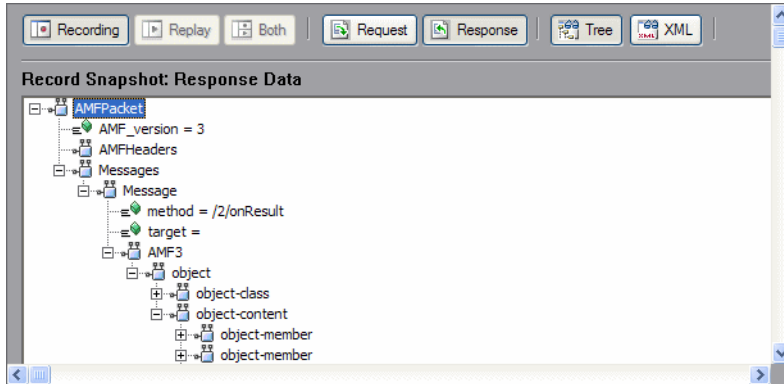 Recording Replay Both Request Response Tree XML
Record Snapshot: Response Data
AMFPacket
AMF_version = 3
AMFHeaders
Messages
Message
method = /2/onResult
target =
AMF3
object
object-class
object-content
object-member
object-member